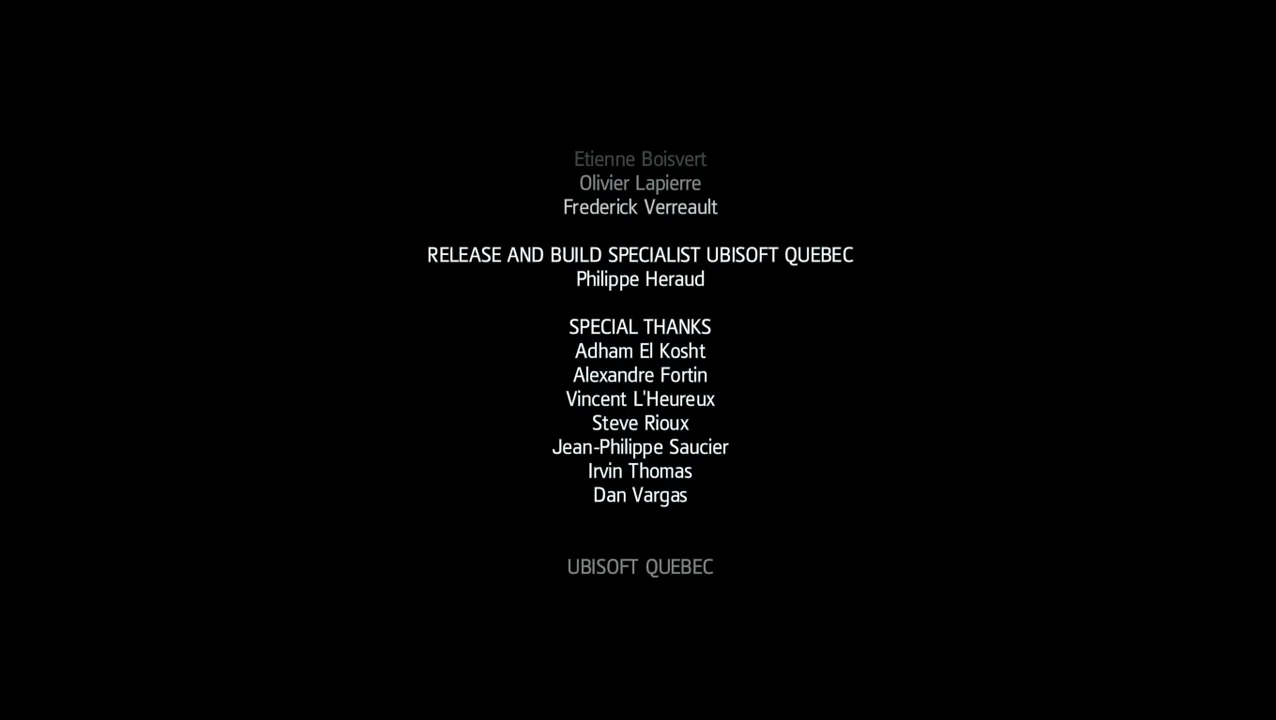 Etienne Boisvert
Olivier Lapierre
Frederick Verreault
RELEASE AND BUILD SPECIALIST UBISOFT QUEBEC
Philippe Heraud
SPECIAL THANKS
Adham El Kosht
Alexandre Fortin
Vincent L'Heureux
Steve Rioux
Jean-Philippe Saucier
Irvin Thomas
Dan Vargas
UBISOFT QUEBEC